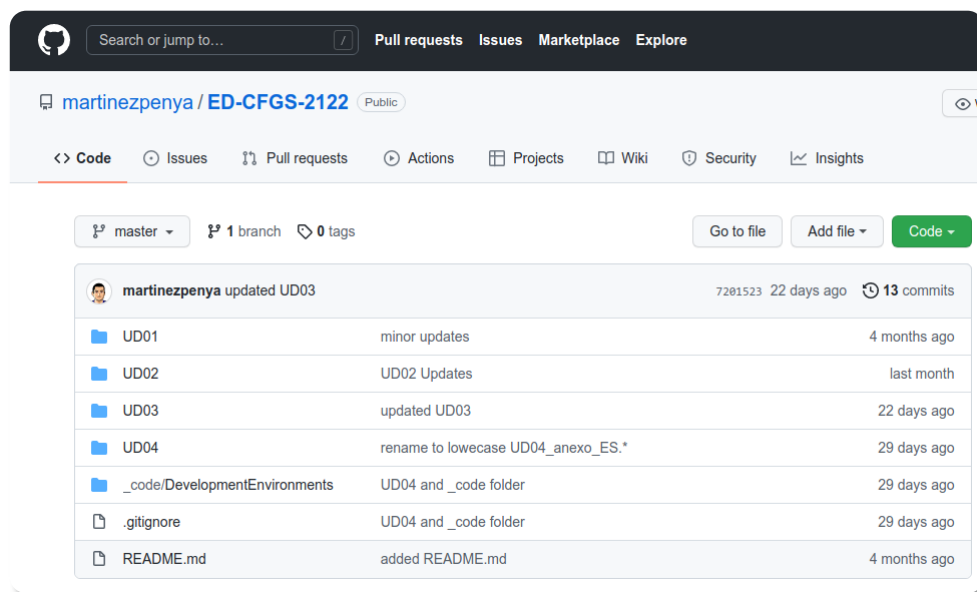 Search or jump to… / Pull requests Issues Marketplace Explore
martinezpenya / ED-CFGS-2122 Public
<> Code Issues Pull requests Actions Projects Wiki Security Insights
master 1 branch 0 tags Go to file Add file Code
martinezpenya updated UD03 7201523 22 days ago 13 commits
UD01 minor updates 4 months ago
UD02 UD02 Updates last month
UD03 updated UD03 22 days ago
UD04 rename to lowecase UD04_anexo_ES.* 29 days ago
_code/DevelopmentEnvironments UD04 and _code folder 29 days ago
.gitignore UD04 and _code folder 29 days ago
README.md added README.md 4 months ago